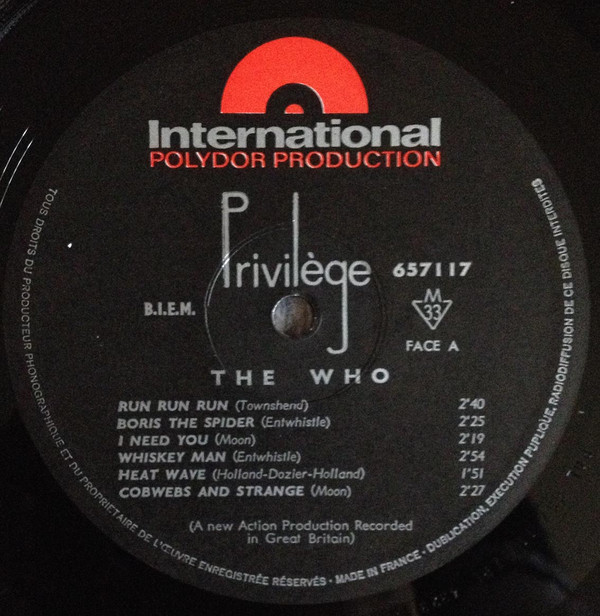 International
POLYDOR PRODUCTION
Privilège
657117
B.I.E.M.
M
33
FACE A
THE WHO
RUN RUN RUN (Townshend) 2'40
BORIS THE SPIDER (Entwhistle) 2'25
I NEED YOU (Moon) 2'19
WHISKEY MAN (Entwhistle) 2'54
HEAT WAVE (Holland-Dozier-Holland) 1'51
COBWEBS AND STRANGE (Moon) 2'27
(A new Action Production Recorded
in Great Britain)
TOUS DROITS DU PRODUCTEUR PHONOGRAPHIQUE ET DU PROPRIETAIRE DE L'ŒUVRE ENREGISTRÉE RÉSERVÉS - MADE IN FRANCE - DUBLICATION, EXECUTION PUPLIQUE, RADIODIFFUSION DE CE DISQUE INTERDITES